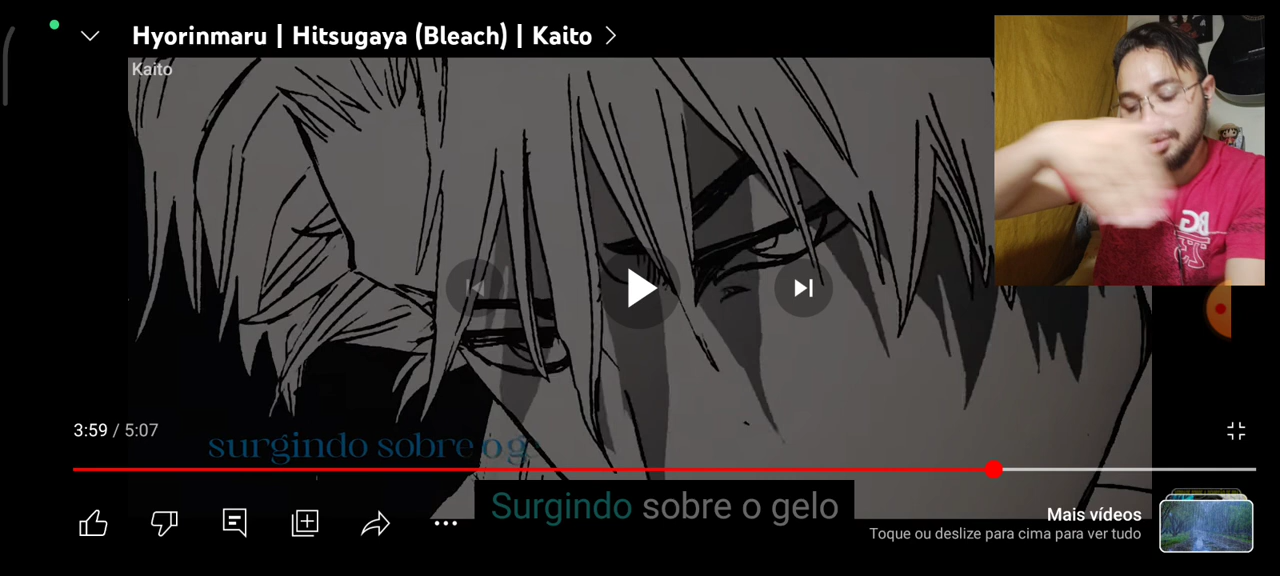 Hyorinmaru | Hitsugaya (Bleach) | Kaito
Kaito
3:59 / 5:07
surgindo sobre o g
Surgindo sobre o gelo
Mais vídeos
Toque ou deslize para cima para ver tudo